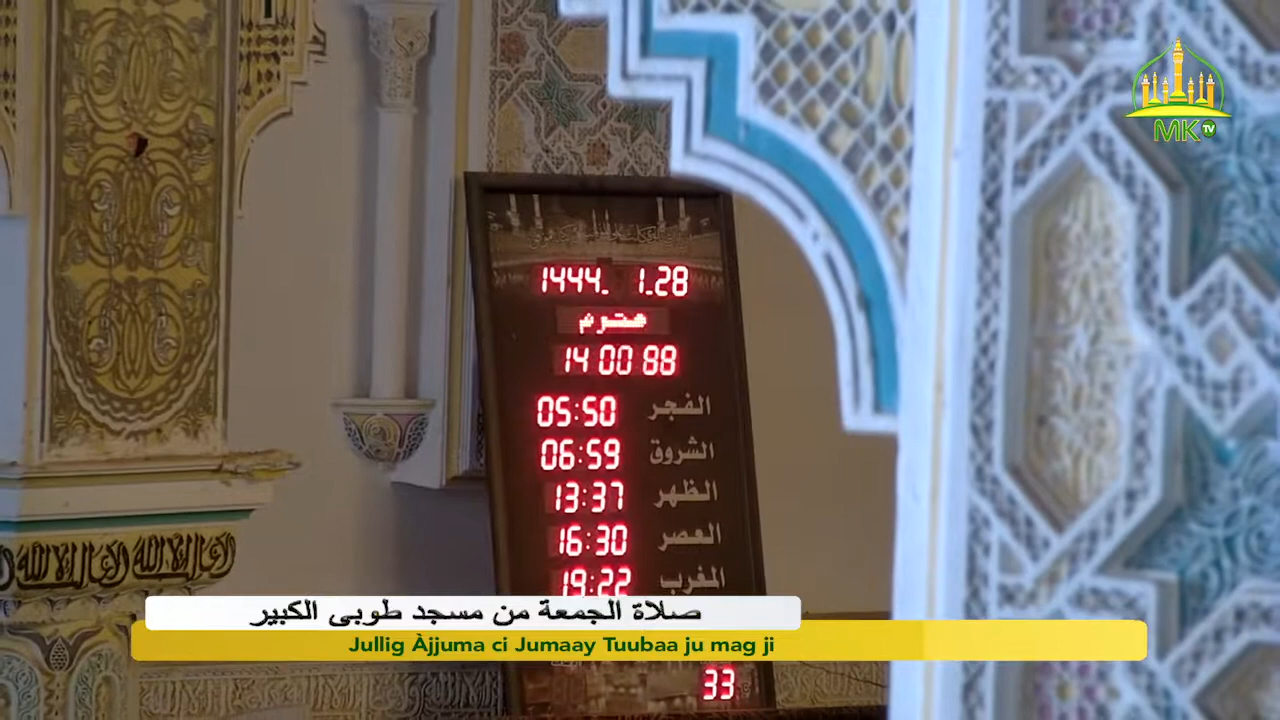 MK TV
1444. 1.28
محرم
14 00 88
05:50 الفجر
06:59 الشروق
13:37 الظهر
16:30 العصر
19:22 المغرب
صلاة الجمعة من مسجد طوبى الكبير
Jullig Àjjuma ci Jumaay Tuubaa ju mag ji
33